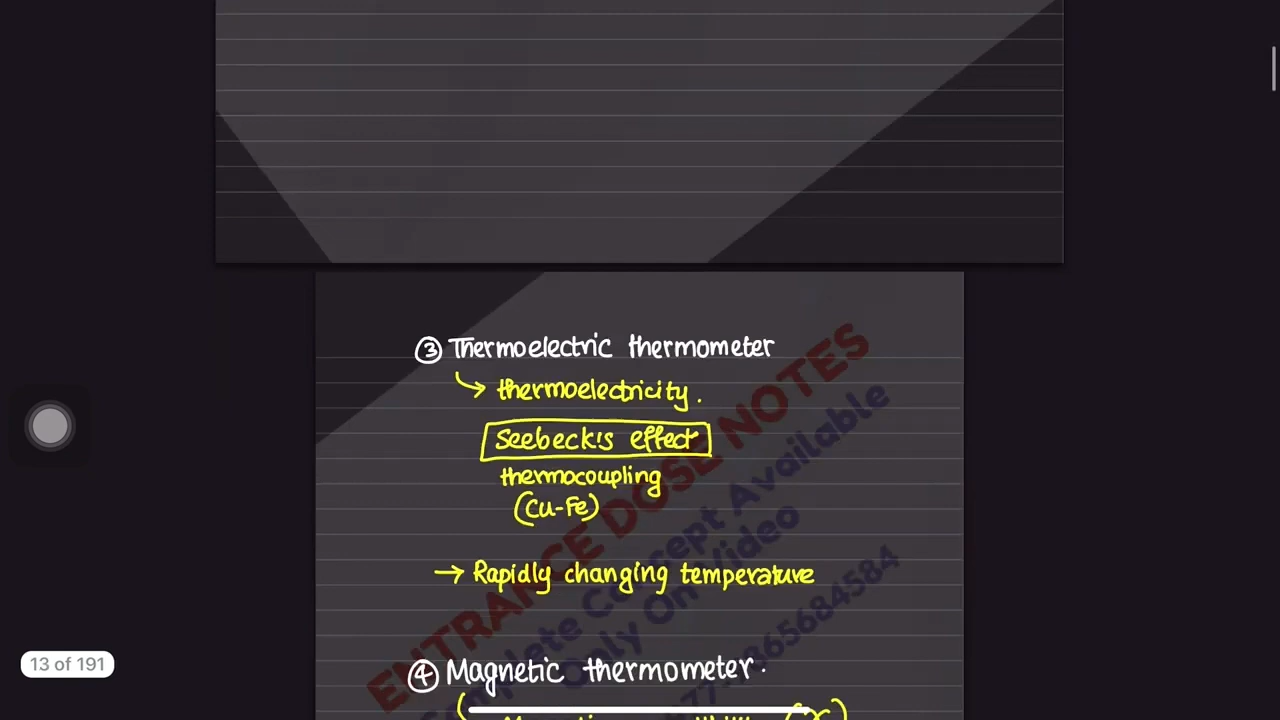 ③ Thermoelectric thermometer
↳ thermoelectricity.
Seebeck's effect
thermocoupling
(Cu-Fe)
→ Rapidly changing temperature
④ Magnetic thermometer.
ENTRANCE DOSE NOTES
Complete Concept Available
Only On Video
13 of 191